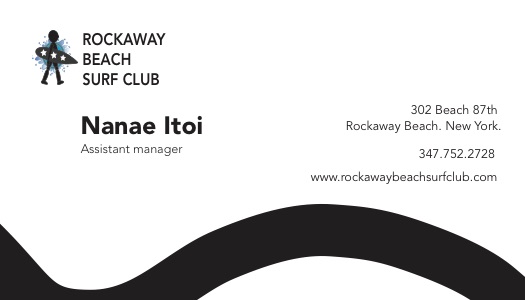 ROCKAWAY
BEACH
SURF CLUB
Nanae Itoi
Assistant manager
302 Beach 87th
Rockaway Beach. New York.
347.752.2728
www.rockawaybeachsurfclub.com